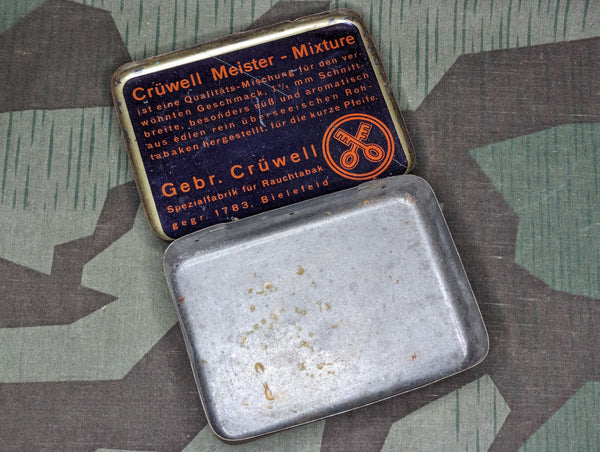 Crüwell Meister - Mixture
ist eine Qualitäts-Mischung für den ver-
wöhnten Geschmack, mm Schnitt-
breite, besonders süß und aromatisch
aus edlen rein überseeischen Roh-
tabaken hergestellt, für die kurze Pfeife.
Gebr. Crüwell
Spezialfabrik für Rauchtabak
gegr. 1783. Bielefeld